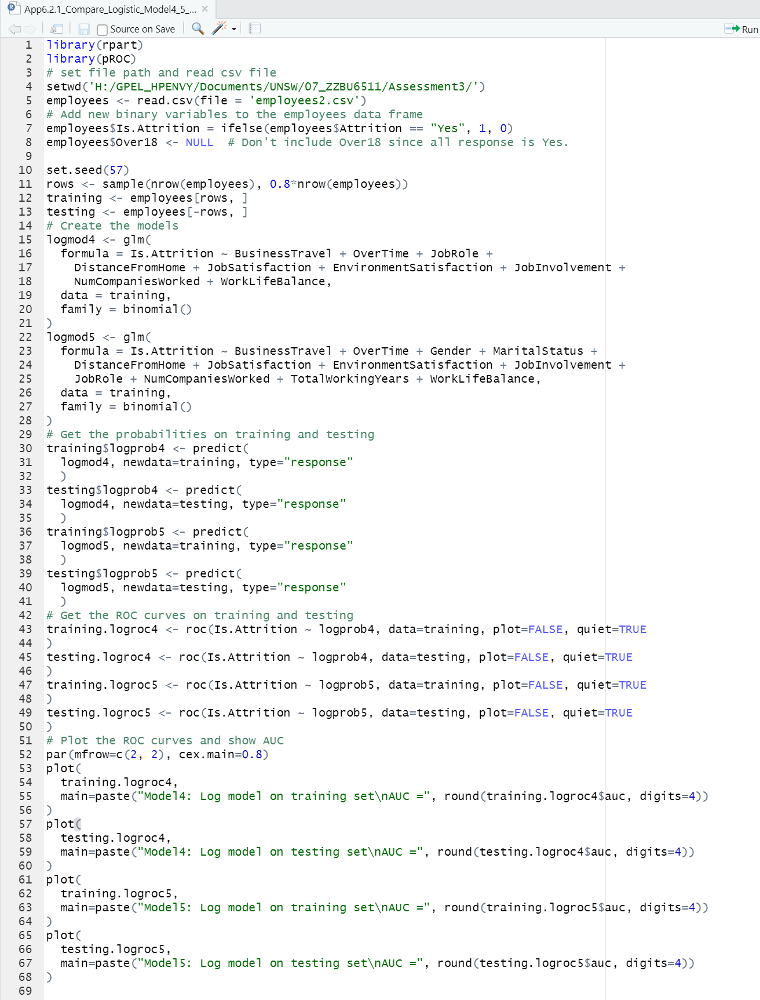 App6.2.1_Compare_Logistic_Model4_5_...
Source on Save
Run
1 library(rpart)
2 library(pROC)
3 # set file path and read csv file
4 setwd('H:/GPEL_HPENVY/Documents/UNSW/07_ZZBU6511/Assessment3/')
5 employees <- read.csv(file = 'employees2.csv')
6 # Add new binary variables to the employees data frame
7 employees$Is.Attrition = ifelse(employees$Attrition == "Yes", 1, 0)
8 employees$Over18 <- NULL  # Don't include Over18 since all response is Yes.
9
10 set.seed(57)
11 rows <- sample(nrow(employees), 0.8*nrow(employees))
12 training <- employees[rows, ]
13 testing <- employees[-rows, ]
14 # Create the models
15 logmod4 <- glm(
16   formula = Is.Attrition ~ BusinessTravel + OverTime + JobRole +
17     DistanceFromHome + JobSatisfaction + EnvironmentSatisfaction + JobInvolvement +
18     NumCompaniesWorked + WorkLifeBalance,
19   data = training,
20   family = binomial()
21 )
22 logmod5 <- glm(
23   formula = Is.Attrition ~ BusinessTravel + OverTime + Gender + MaritalStatus +
24     DistanceFromHome + JobSatisfaction + EnvironmentSatisfaction + JobInvolvement +
25     JobRole + NumCompaniesWorked + TotalWorkingYears + WorkLifeBalance,
26   data = training,
27   family = binomial()
28 )
29 # Get the probabilities on training and testing
30 training$logprob4 <- predict(
31   logmod4, newdata=training, type="response"
32   )
33 testing$logprob4 <- predict(
34   logmod4, newdata=testing, type="response"
35   )
36 training$logprob5 <- predict(
37   logmod5, newdata=training, type="response"
38   )
39 testing$logprob5 <- predict(
40   logmod5, newdata=testing, type="response"
41   )
42 # Get the ROC curves on training and testing
43 training.logroc4 <- roc(Is.Attrition ~ logprob4, data=training, plot=FALSE, quiet=TRUE
44 )
45 testing.logroc4 <- roc(Is.Attrition ~ logprob4, data=testing, plot=FALSE, quiet=TRUE
46 )
47 training.logroc5 <- roc(Is.Attrition ~ logprob5, data=training, plot=FALSE, quiet=TRUE
48 )
49 testing.logroc5 <- roc(Is.Attrition ~ logprob5, data=testing, plot=FALSE, quiet=TRUE
50 )
51 # Plot the ROC curves and show AUC
52 par(mfrow=c(2, 2), cex.main=0.8)
53 plot(
54   training.logroc4,
55   main=paste("Model4: Log model on training set\nAUC =", round(training.logroc4$auc, digits=4))
56 )
57 plot(
58   testing.logroc4,
59   main=paste("Model4: Log model on testing set\nAUC =", round(testing.logroc4$auc, digits=4))
60 )
61 plot(
62   training.logroc5,
63   main=paste("Model5: Log model on training set\nAUC =", round(training.logroc5$auc, digits=4))
64 )
65 plot(
66   testing.logroc5,
67   main=paste("Model5: Log model on testing set\nAUC =", round(testing.logroc5$auc, digits=4))
68 )
69